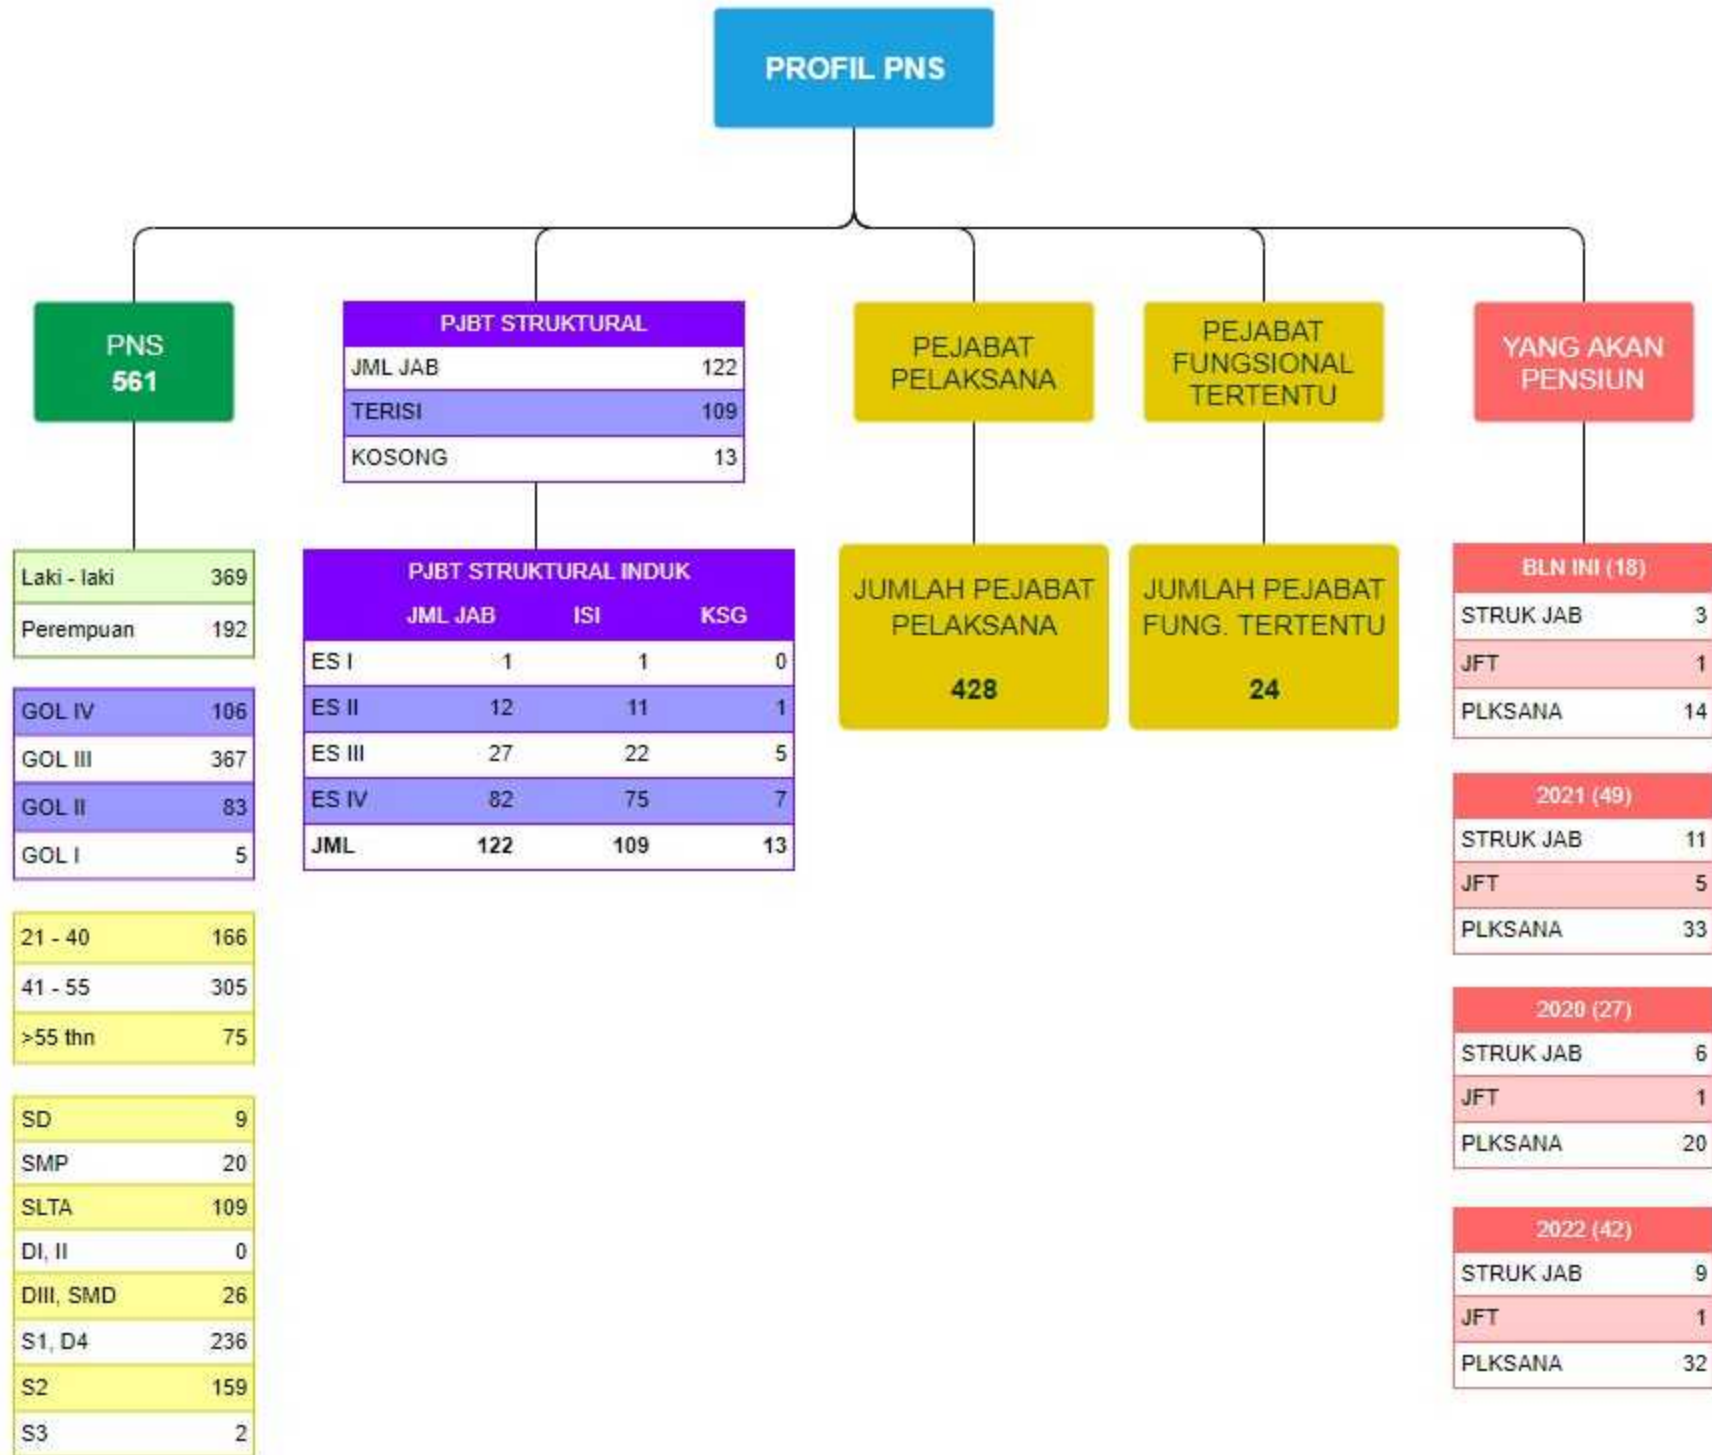 PROFIL PNS
PNS
561
Laki - laki 369
Perempuan 192
GOL IV 106
GOL III 367
GOL II 83
GOL I 5
21 - 40 166
41 - 55 305
>55 thn 75
SD 9
SMP 20
SLTA 109
DI, II 0
DIII, SMD 26
S1, D4 236
S2 159
S3 2
PJBT STRUKTURAL
JML JAB 122
TERISI 109
KOSONG 13
PJBT STRUKTURAL INDUK
JML JAB ISI KSG
ES I 1 1 0
ES II 12 11 1
ES III 27 22 5
ES IV 82 75 7
JML 122 109 13
PEJABAT
PELAKSANA
JUMLAH PEJABAT
PELAKSANA
428
PEJABAT
FUNGSIONAL
TERTENTU
JUMLAH PEJABAT
FUNG. TERTENTU
24
YANG AKAN
PENSIUN
BLN INI (18)
STRUK JAB 3
JFT 1
PLKSANA 14
2021 (49)
STRUK JAB 11
JFT 5
PLKSANA 33
2020 (27)
STRUK JAB 6
JFT 1
PLKSANA 20
2022 (42)
STRUK JAB 9
JFT 1
PLKSANA 32